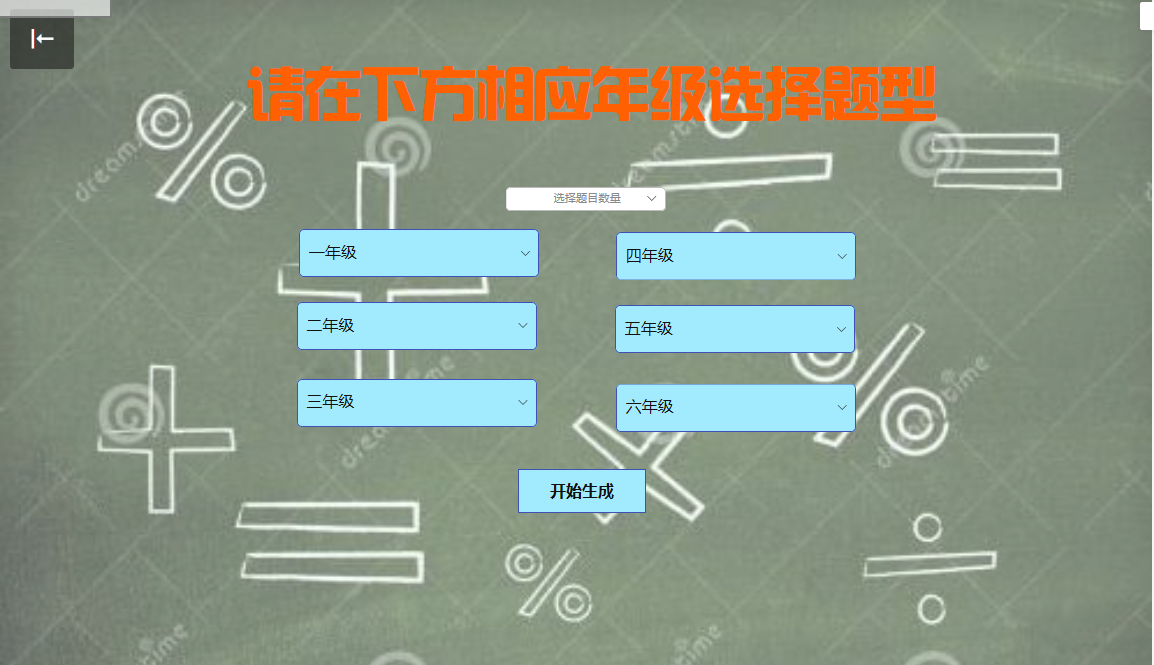 请在下方相应年级选择题型
选择题目数量
一年级
四年级
二年级
五年级
三年级
六年级
开始生成
dreamstime